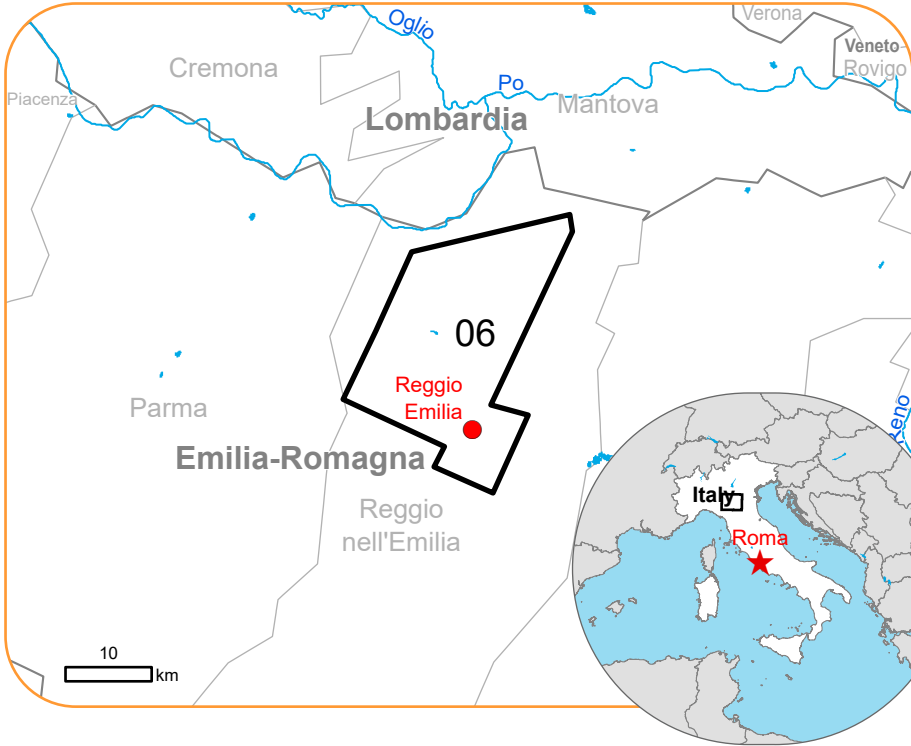 Verona
Oglio
Veneto
Cremona
Rovigo
Po
Piacenza
Mantova
Lombardia
06
Reggio
Emilia
Parma
Reno
Emilia-Romagna
Italy
Reggio
nell'Emilia
Roma
10
km